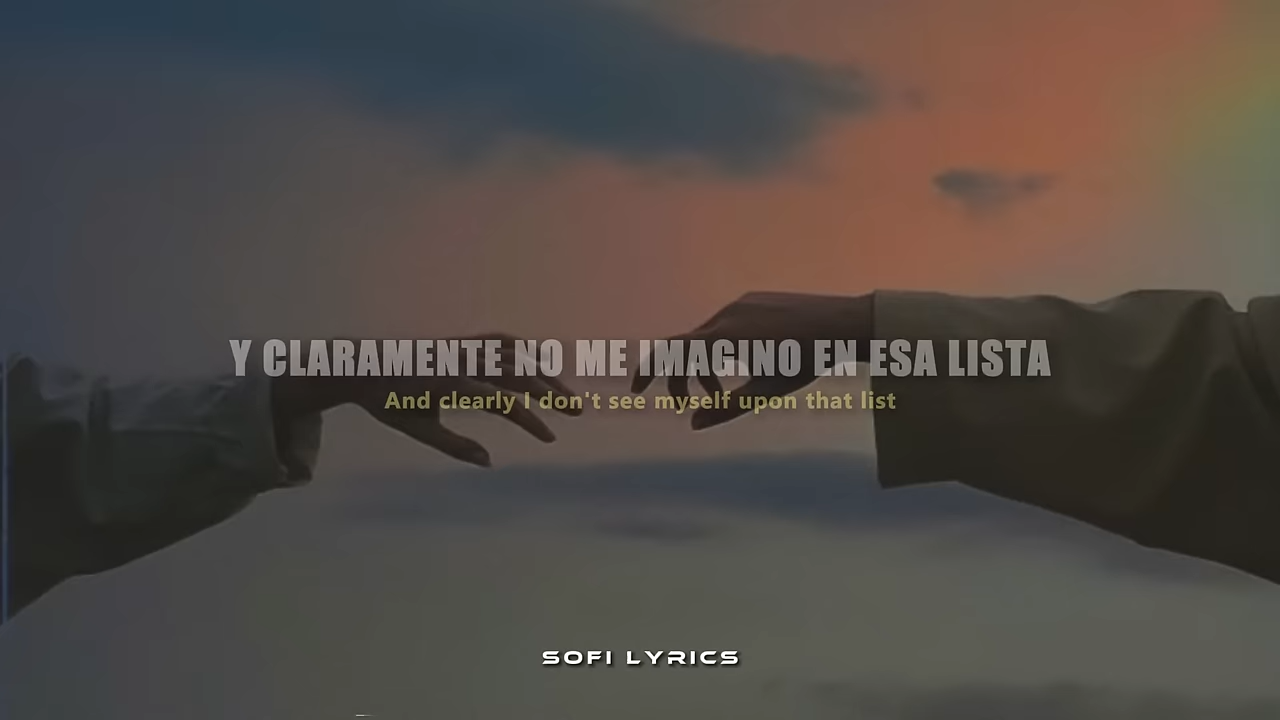 Y CLARAMENTE NO ME IMAGINO EN ESA LISTA
And clearly I don't see myself upon that list
SOFI LYRICS